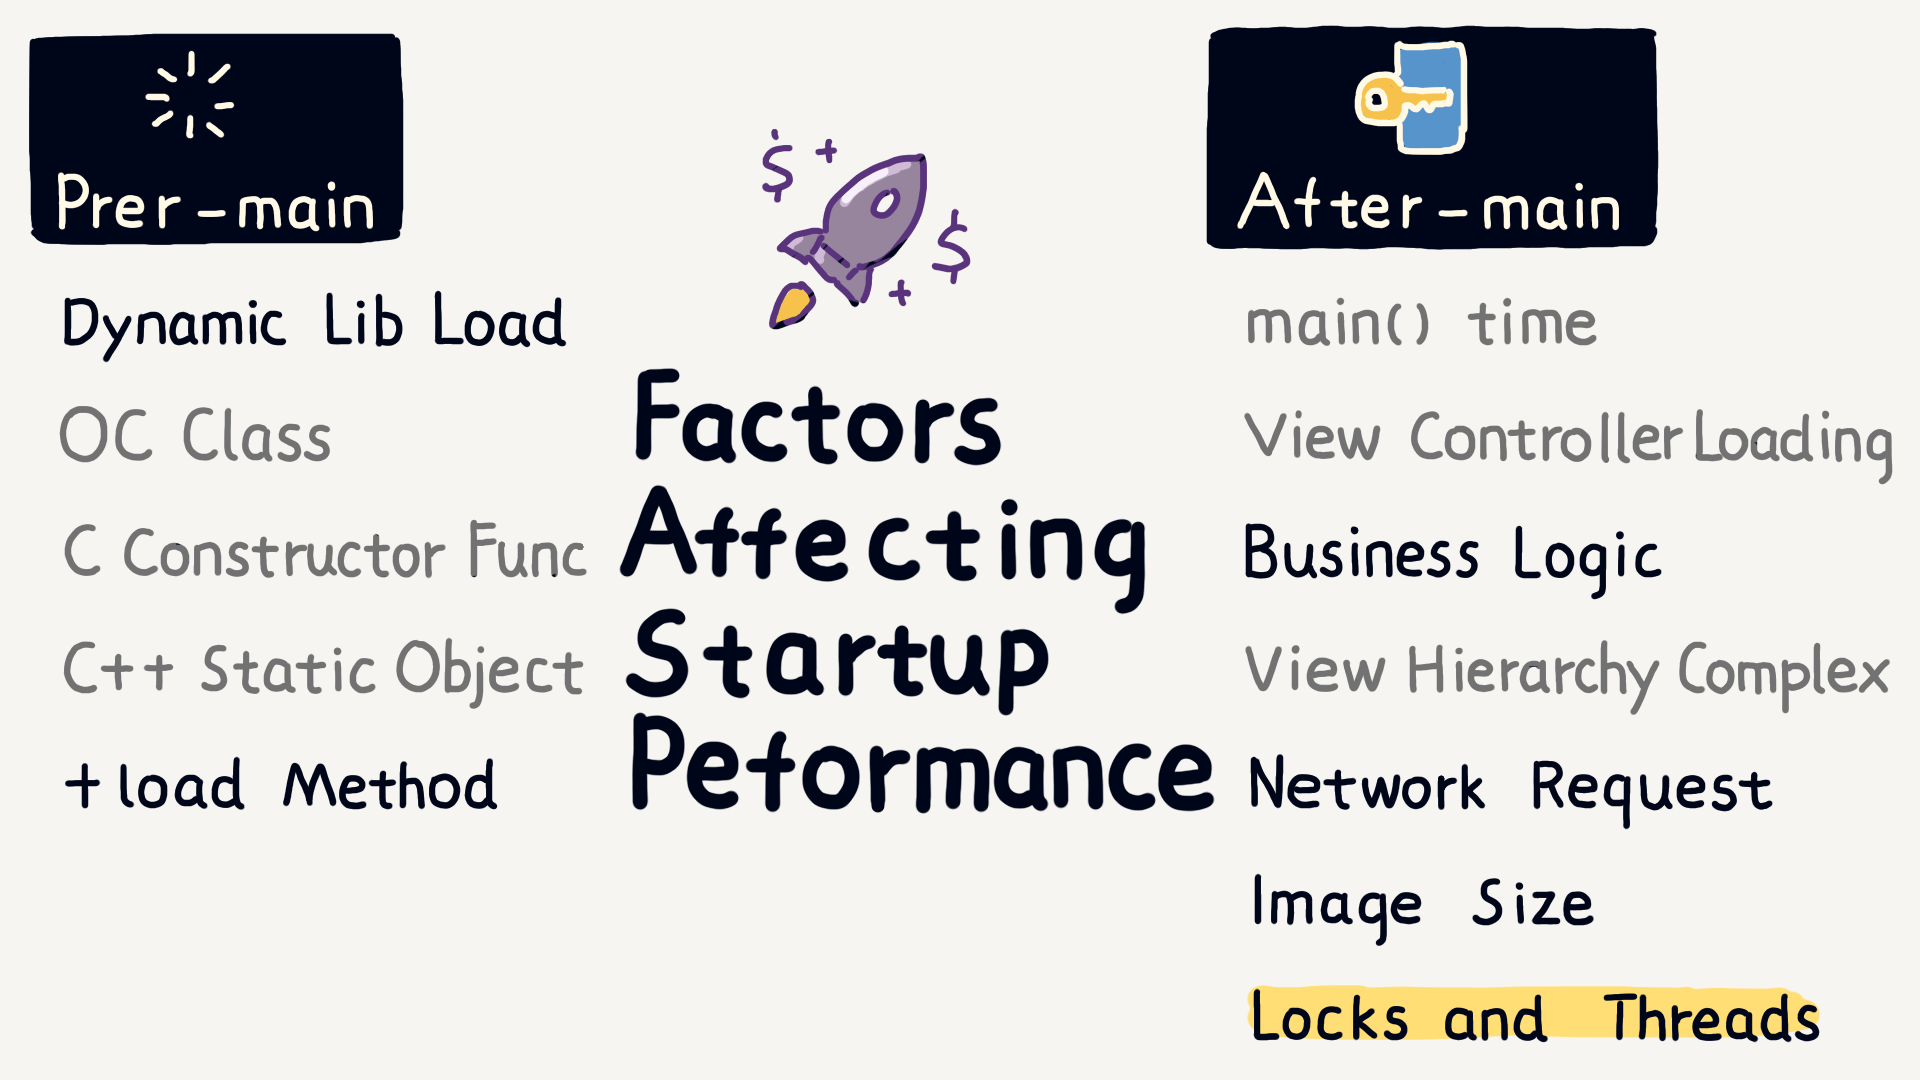 Prer-main
Dynamic Lib Load
OC Class
C Constructor Func
C++ Static Object
+load Method
$ +
$
+
Factors
Affecting
Startup
Peformance
After-main
main() time
View Controller Loading
Business Logic
View Hierarchy Complex
Network Request
Image Size
Locks and Threads